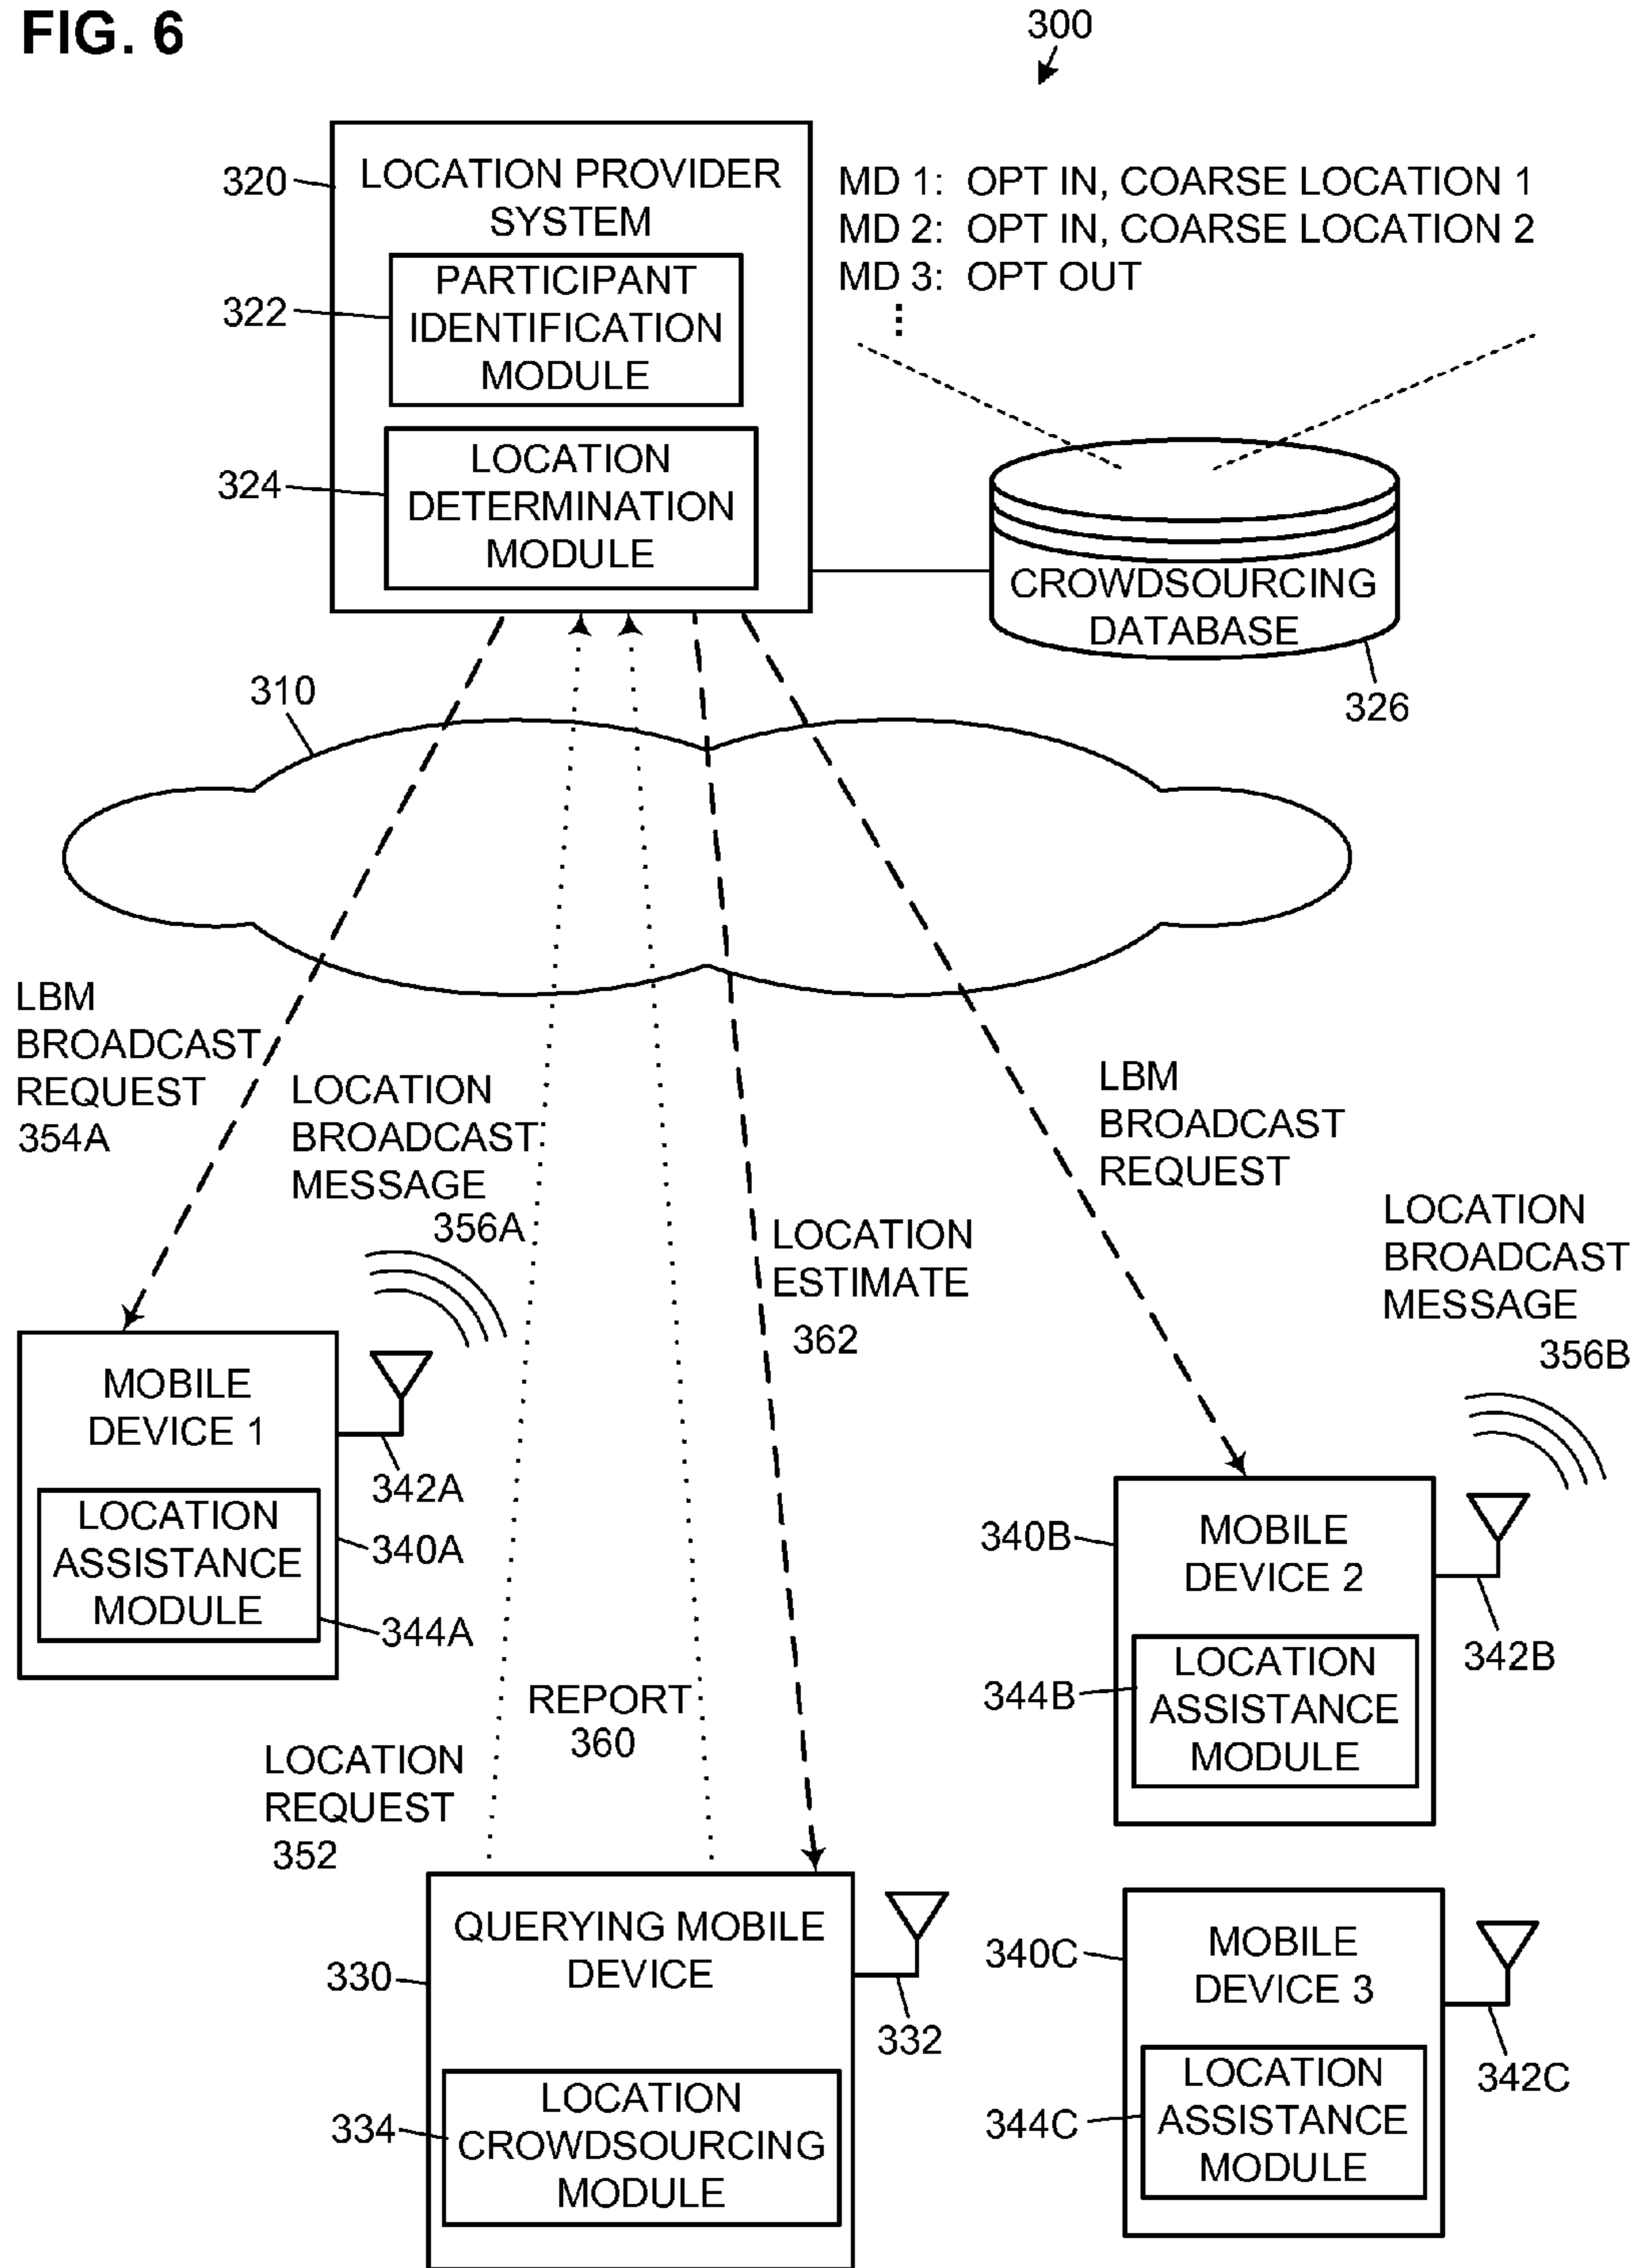 FIG. 6
300
320
LOCATION PROVIDER
SYSTEM
322
PARTICIPANT
IDENTIFICATION
MODULE
324
LOCATION
DETERMINATION
MODULE
MD 1: OPT IN, COARSE LOCATION 1
MD 2: OPT IN, COARSE LOCATION 2
MD 3: OPT OUT
⋮
CROWDSOURCING
DATABASE
326
310
LBM
BROADCAST
REQUEST
354A
LOCATION
BROADCAST
MESSAGE
356A
LOCATION
ESTIMATE
362
LBM
BROADCAST
REQUEST
LOCATION
BROADCAST
MESSAGE
356B
MOBILE
DEVICE 1
342A
LOCATION
ASSISTANCE
MODULE
340A
344A
340B
MOBILE
DEVICE 2
342B
344B
LOCATION
ASSISTANCE
MODULE
REPORT
360
LOCATION
REQUEST
352
330
QUERYING MOBILE
DEVICE
332
334
LOCATION
CROWDSOURCING
MODULE
340C
MOBILE
DEVICE 3
342C
344C
LOCATION
ASSISTANCE
MODULE